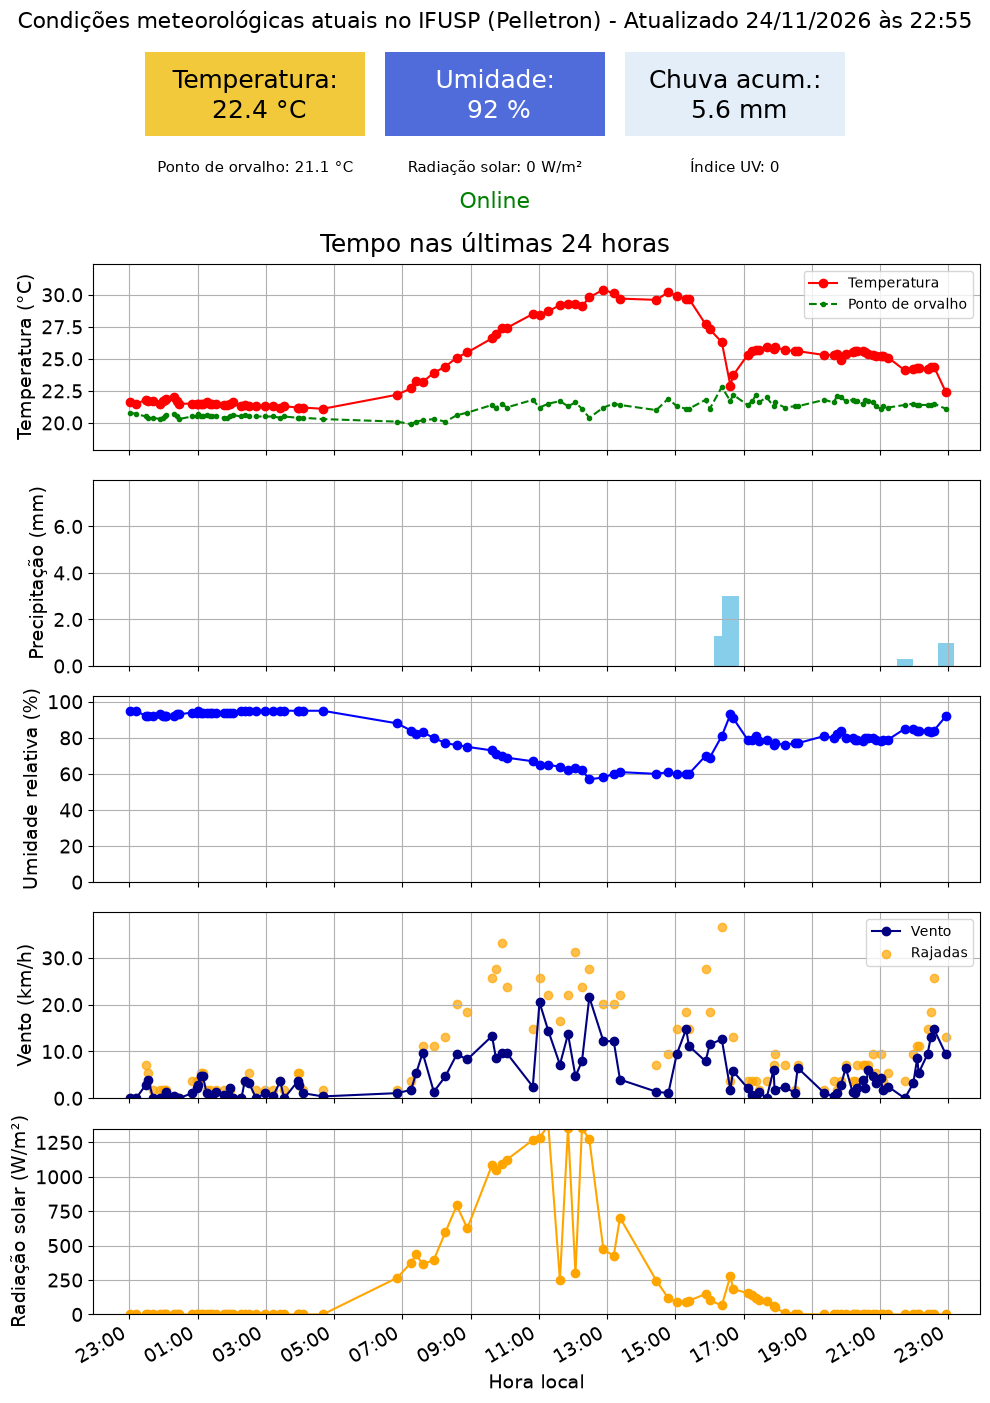 Condições meteorológicas atuais no IFUSP (Pelletron) - Atualizado 24/11/2026 às 22:55
Temperatura:
22.4 °C
Umidade:
92 %
Chuva acum.:
5.6 mm
Ponto de orvalho: 21.1 °C
Radiação solar: 0 W/m²
Índice UV: 0
Online
Tempo nas últimas 24 horas
Temperatura (°C)
30.0
27.5
25.0
22.5
20.0
Temperatura
Ponto de orvalho
Precipitação (mm)
6.0
4.0
2.0
0.0
Umidade relativa (%)
100
80
60
40
20
0
Vento (km/h)
30.0
20.0
10.0
0.0
Vento
Rajadas
Radiação solar (W/m²)
1250
1000
750
500
250
0
23:00
01:00
03:00
05:00
07:00
09:00
11:00
13:00
15:00
17:00
19:00
21:00
23:00
Hora local